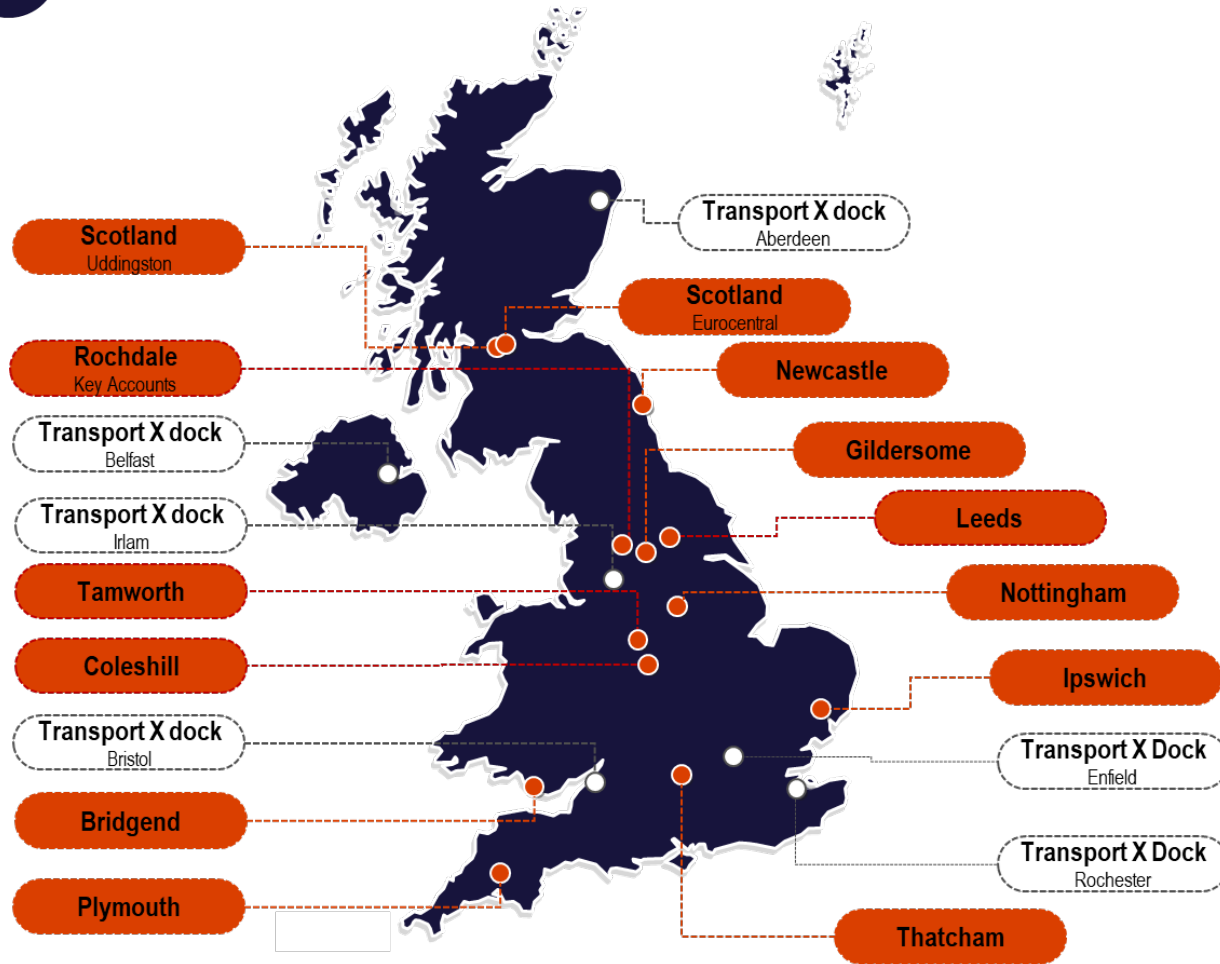 Transport X dock
Aberdeen
Scotland
Uddingston
Scotland
Eurocentral
Rochdale
Key Accounts
Newcastle
Transport X dock
Belfast
Gildersome
Transport X dock
Irlam
Leeds
Tamworth
Nottingham
Coleshill
Ipswich
Transport X dock
Bristol
Transport X Dock
Enfield
Bridgend
Transport X Dock
Rochester
Plymouth
Thatcham